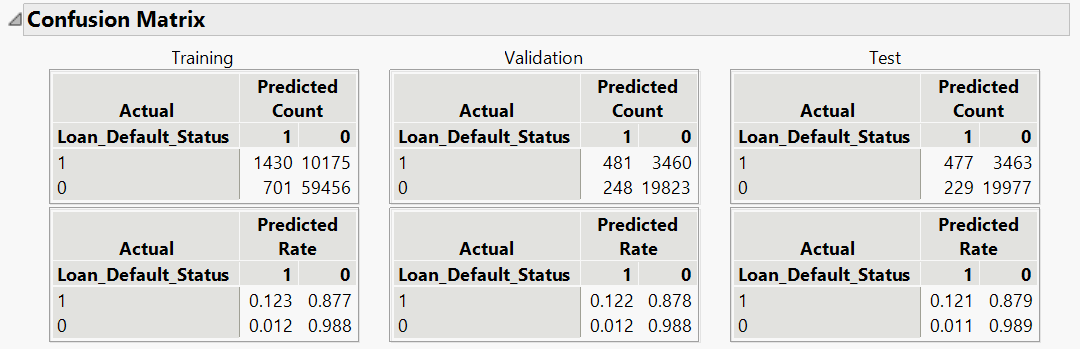 Confusion Matrix
Training Validation Test
Predicted Predicted Predicted
Actual Count Actual Count Actual Count
Loan_Default_Status 1 0 Loan_Default_Status 1 0 Loan_Default_Status 1 0
1 1430 10175 1 481 3460 1 477 3463
0 701 59456 0 248 19823 0 229 19977
Predicted Predicted Predicted
Actual Rate Actual Rate Actual Rate
Loan_Default_Status 1 0 Loan_Default_Status 1 0 Loan_Default_Status 1 0
1 0.123 0.877 1 0.122 0.878 1 0.121 0.879
0 0.012 0.988 0 0.012 0.988 0 0.011 0.989